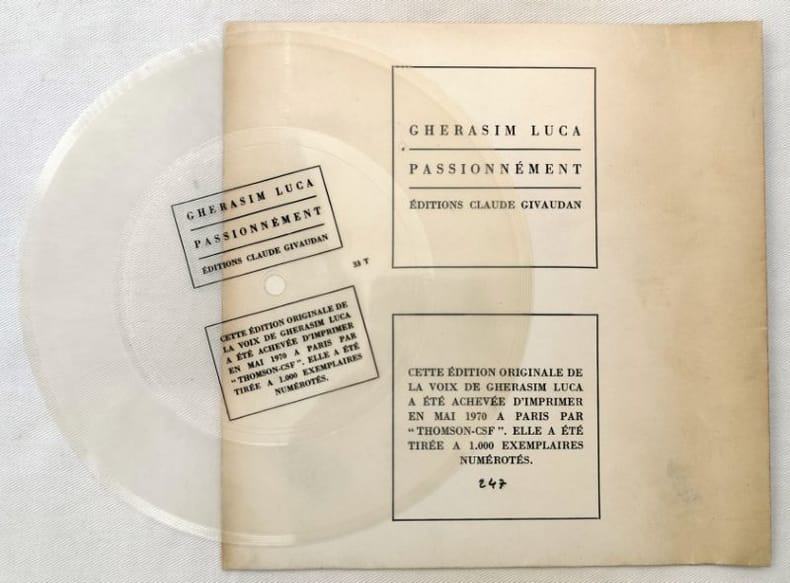 GHERASIM LUCA
PASSIONNÉMENT
ÉDITIONS CLAUDE GIVAUDAN
33 T
CETTE ÉDITION ORIGINALE DE
LA VOIX DE GHERASIM LUCA
A ÉTÉ ACHEVÉE D'IMPRIMER
EN MAI 1970 A PARIS PAR
“THOMSON-CSF”. ELLE A ÉTÉ
TIRÉE A 1.000 EXEMPLAIRES
NUMÉROTÉS.
GHERASIM LUCA
PASSIONNÉMENT
ÉDITIONS CLAUDE GIVAUDAN
CETTE ÉDITION ORIGINALE DE
LA VOIX DE GHERASIM LUCA
A ÉTÉ ACHEVÉE D'IMPRIMER
EN MAI 1970 A PARIS PAR
“THOMSON-CSF”. ELLE A ÉTÉ
TIRÉE A 1.000 EXEMPLAIRES
NUMÉROTÉS.
247